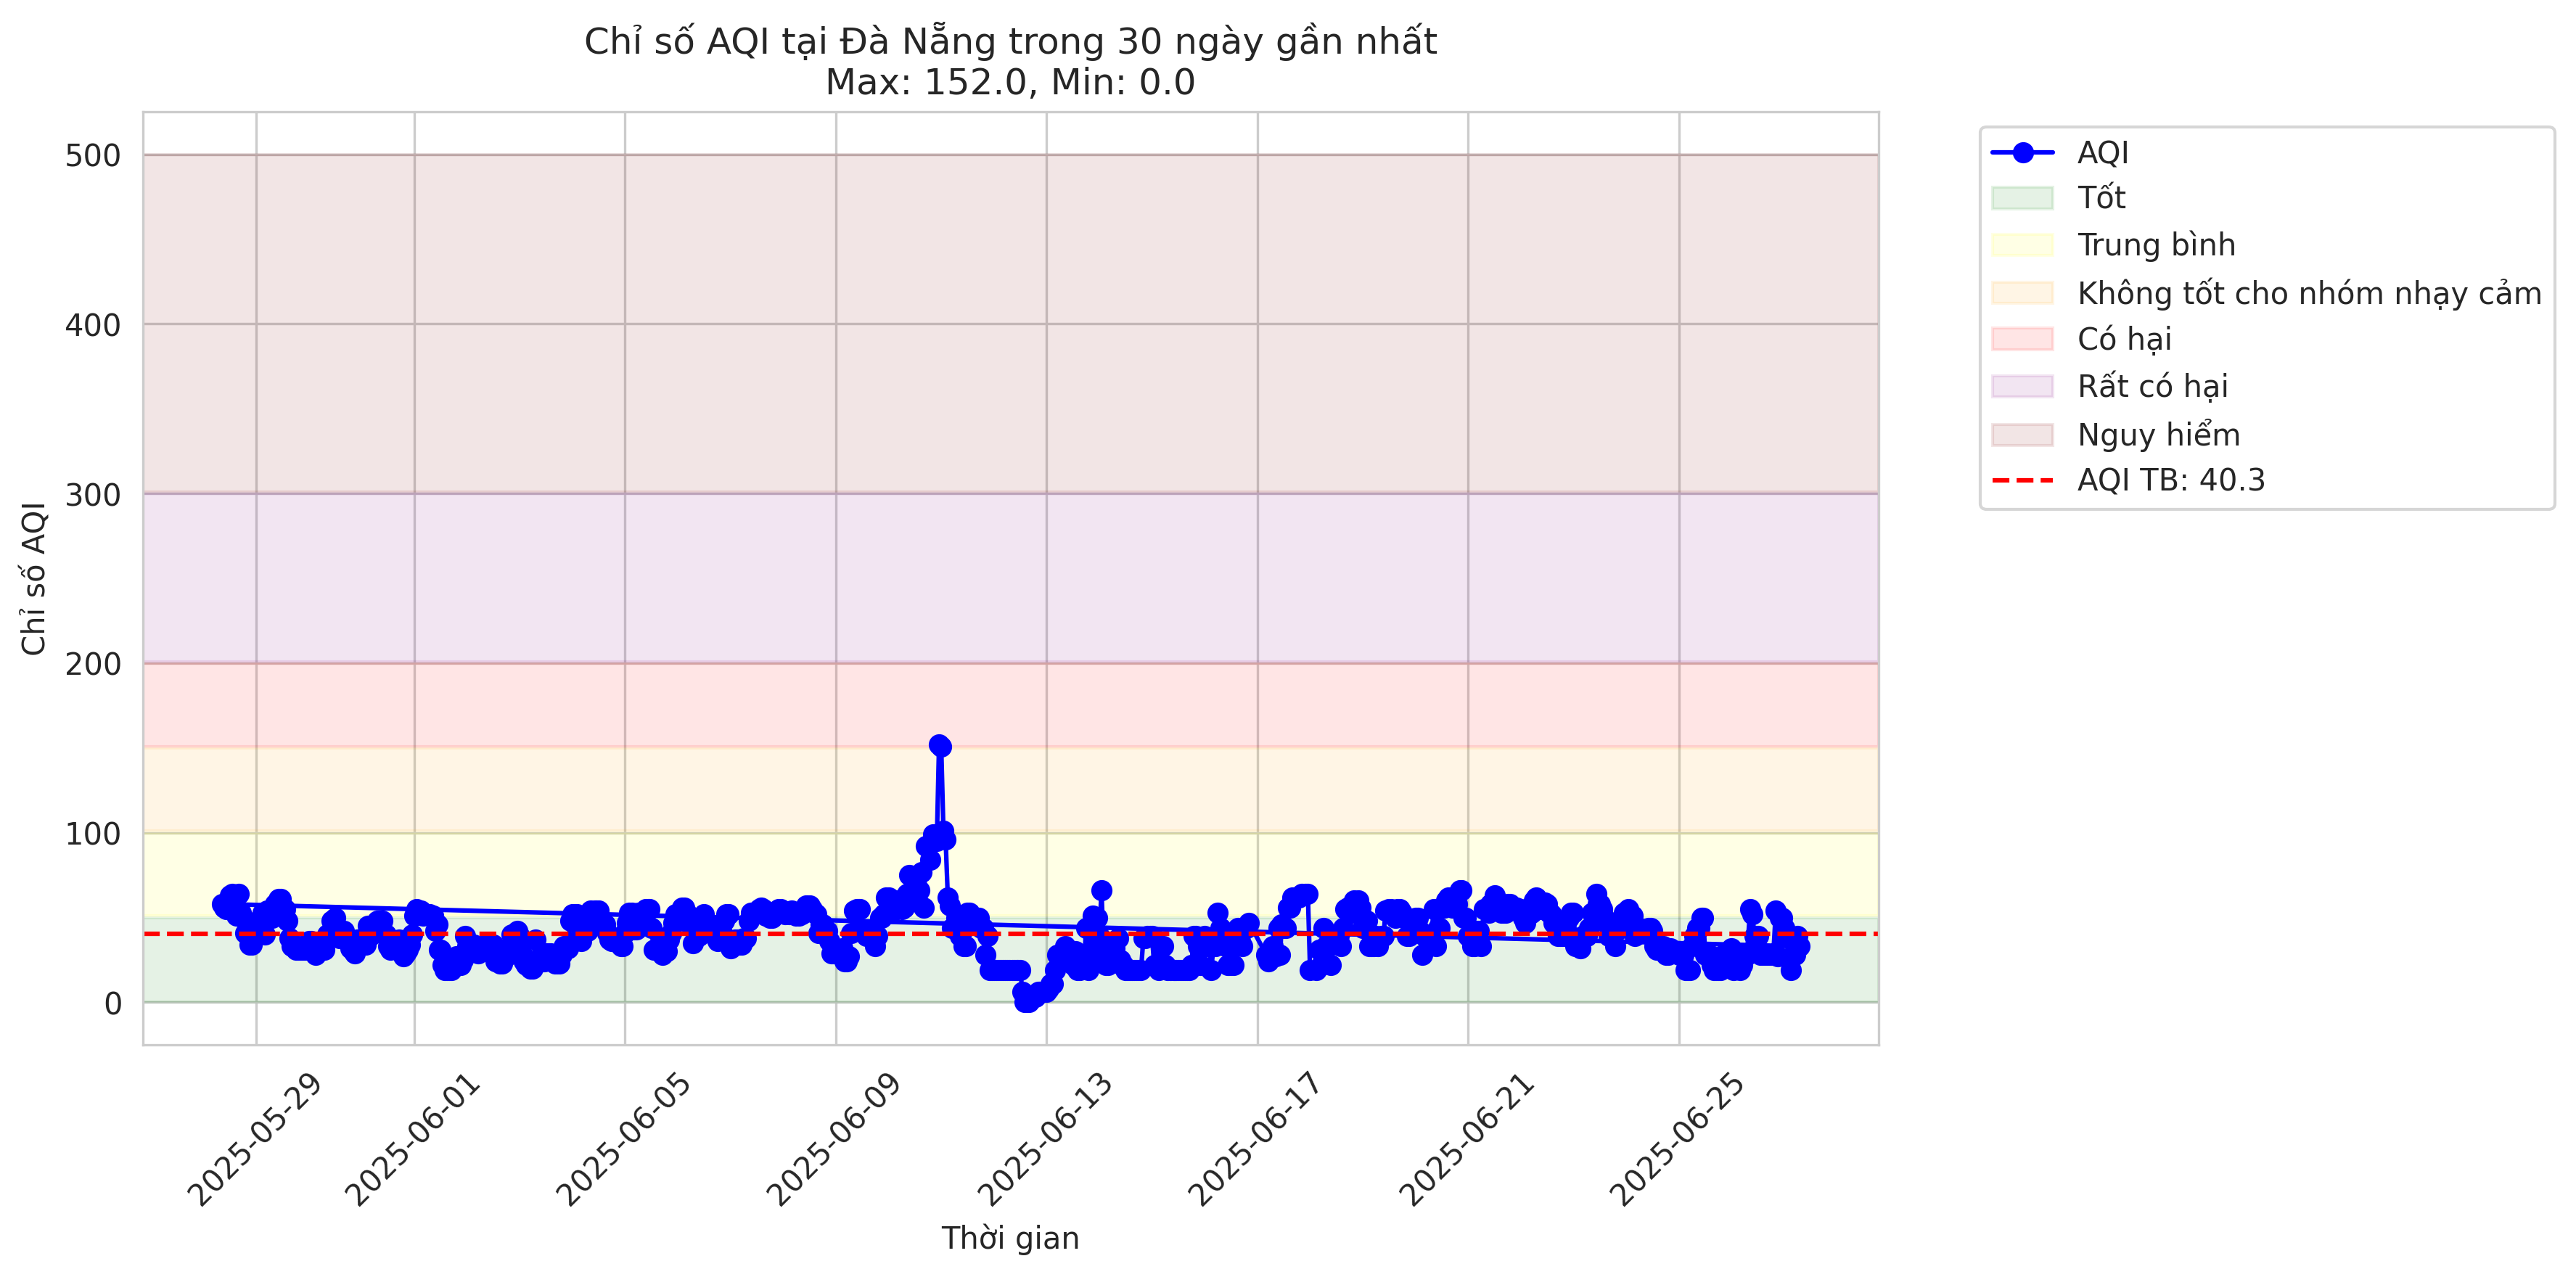 Chỉ số AQI tại Đà Nẵng trong 30 ngày gần nhất
Max: 152.0, Min: 0.0
Chỉ số AQI
500
400
300
200
100
0
2025-05-29
2025-06-01
2025-06-05
2025-06-09
2025-06-13
2025-06-17
2025-06-21
2025-06-25
Thời gian
AQI
Tốt
Trung bình
Không tốt cho nhóm nhạy cảm
Có hại
Rất có hại
Nguy hiểm
AQI TB: 40.3